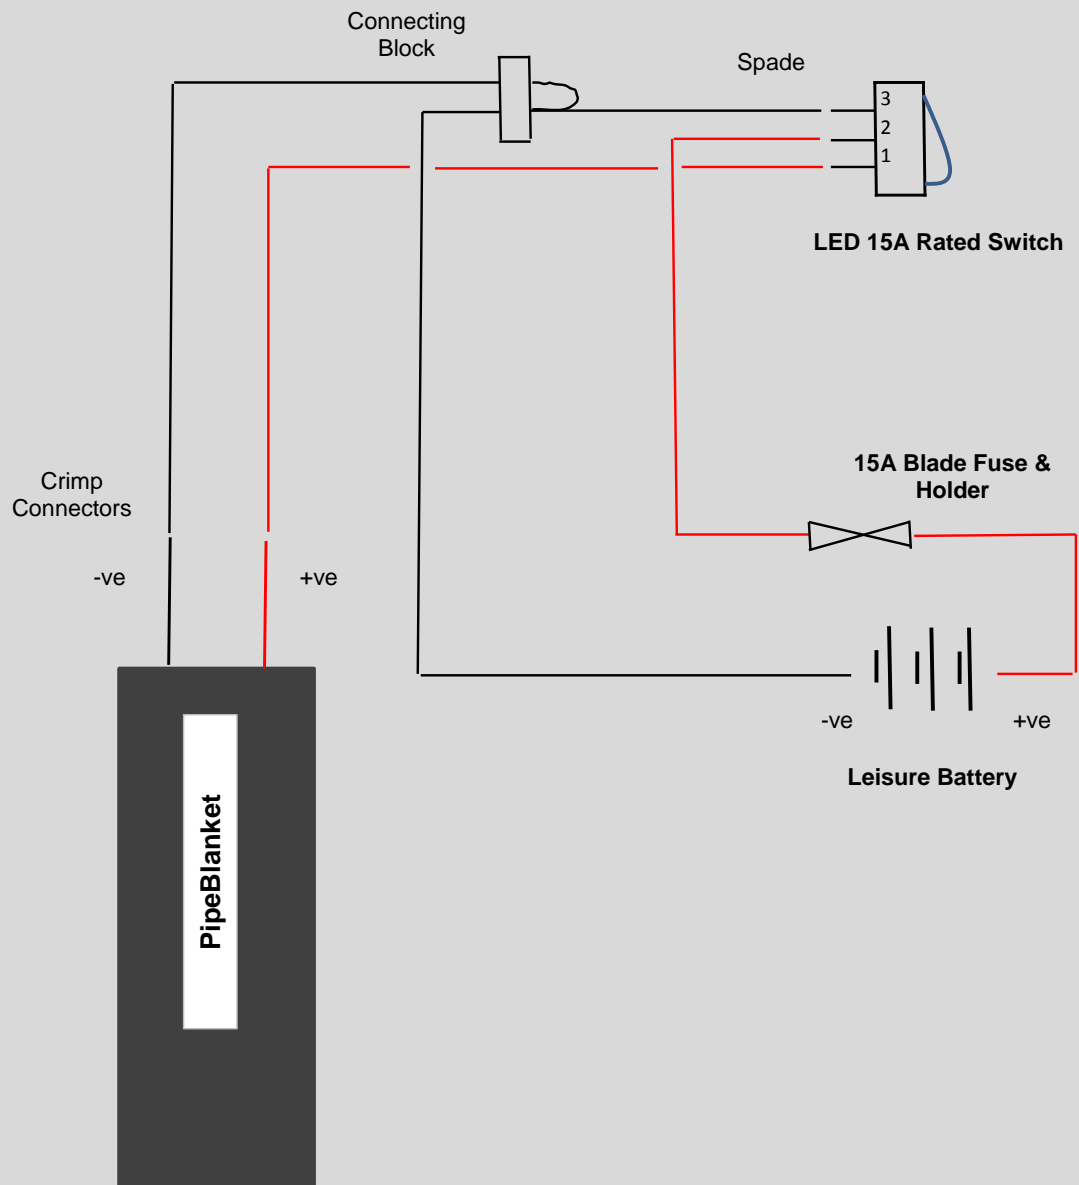 Connecting
Block
Spade
3
2
1
LED 15A Rated Switch
15A Blade Fuse &
Holder
Crimp
Connectors
-ve
+ve
-ve
+ve
Leisure Battery
PipeBlanket